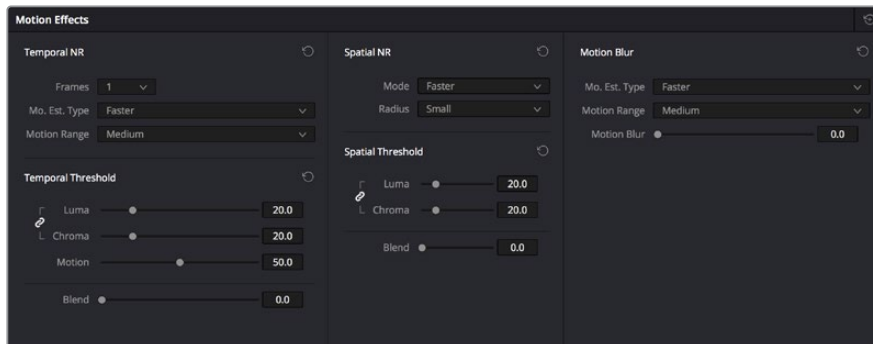 Motion Effects
Temporal NR
Frames 1
Mo. Est. Type Faster
Motion Range Medium
Temporal Threshold
Luma 20.0
Chroma 20.0
Motion 50.0
Blend 0.0
Spatial NR
Mode Faster
Radius Small
Spatial Threshold
Luma 20.0
Chroma 20.0
Blend 0.0
Motion Blur
Mo. Est. Type Faster
Motion Range Medium
Motion Blur 0.0